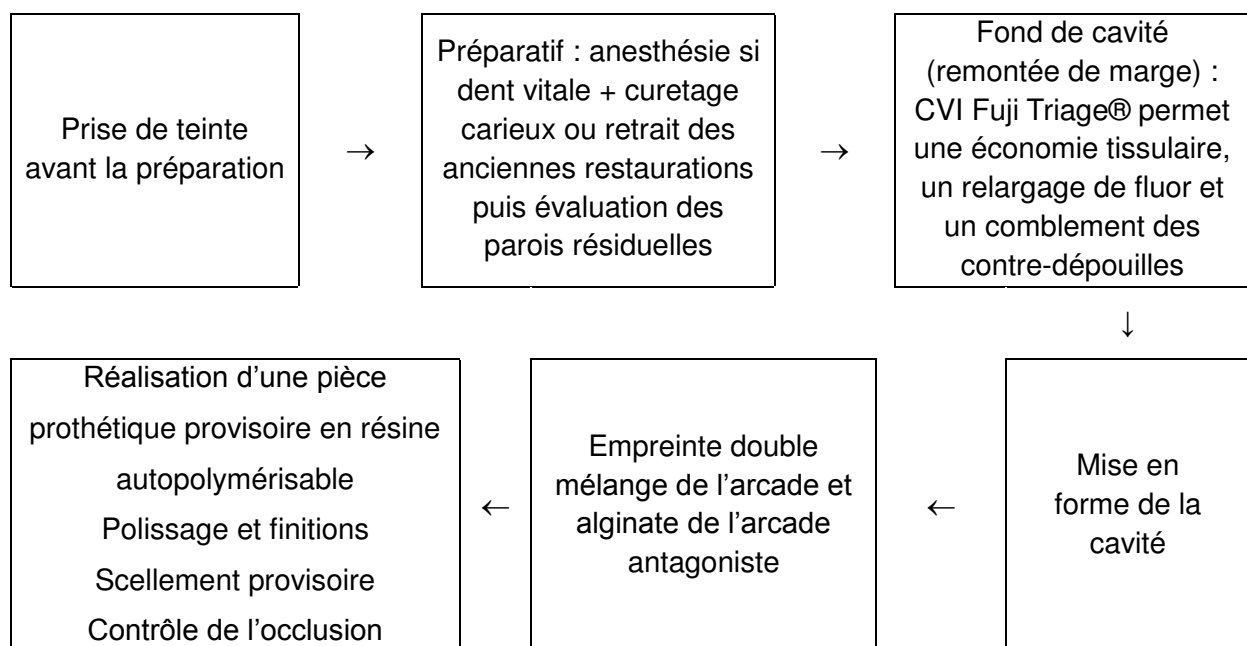 Prise de teinte
avant la préparation
→
Préparatif : anesthésie si
dent vitale + curetage
carieux ou retrait des
anciennes restaurations
puis évaluation des
parois résiduelles
→
Fond de cavité
(remontée de marge) :
CVI Fuji Triage® permet
une économie tissulaire,
un relargage de fluor et
un comblement des
contre-dépouilles
↓
Mise en
forme de la
cavité
←
Empreinte double
mélange de l’arcade et
alginate de l’arcade
antagoniste
←
Réalisation d’une pièce
prothétique provisoire en résine
autopolymérisable
Polissage et finitions
Scellement provisoire
Contrôle de l’occlusion